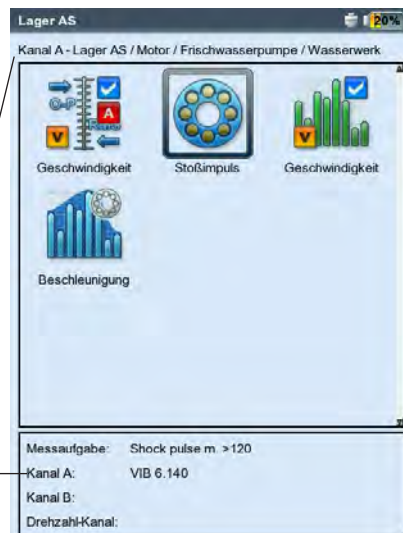 Lager AS 20%
Kanal A - Lager AS / Motor / Frischwasserpumpe / Wasserwerk
O-P
A
V
V
Geschwindigkeit Stoßimpuls Geschwindigkeit
Beschleunigung
Messaufgabe: Shock pulse m. >120
Kanal A: VIB 6.140
Kanal B:
Drehzahl-Kanal: